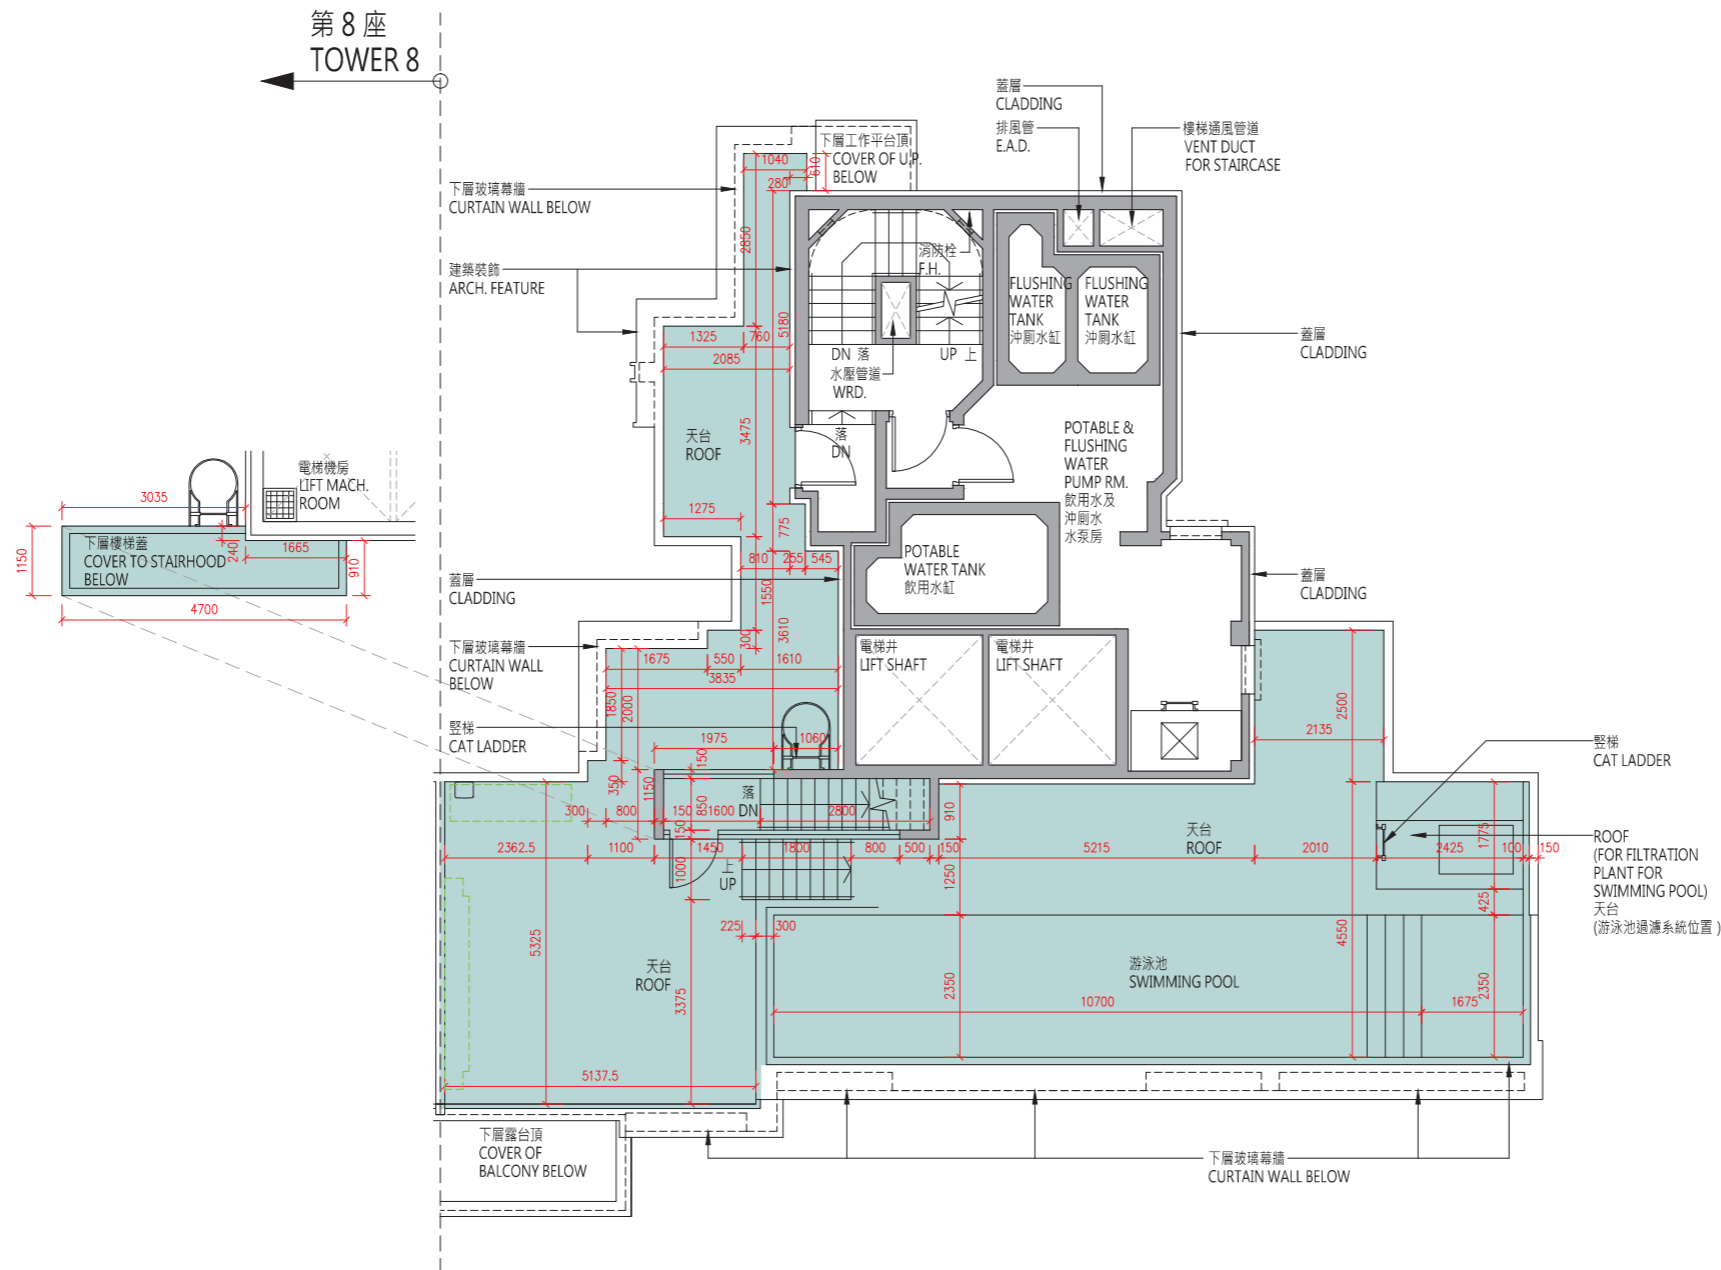 第 8 座
TOWER 8
蓋層
CLADDING
排風管
E.A.D.
樓梯通風管道
VENT DUCT
FOR STAIRCASE
下層工作平台頂
COVER OF U.P.
BELOW
1040
610
280
下層玻璃幕牆
CURTAIN WALL BELOW
2850
消防栓
F.H.
建築裝飾
ARCH. FEATURE
FLUSHING
WATER
TANK
沖廁水缸
FLUSHING
WATER
TANK
沖廁水缸
蓋層
CLADDING
1325
760
5180
2085
DN 落
UP 上
水壓管道
WRD.
3475
天台
ROOF
落
DN
POTABLE &
FLUSHING
WATER
PUMP RM.
飲用水及
沖廁水
水泵房
電梯機房
LIFT MACH.
ROOM
3035
1275
775
下層樓梯蓋
COVER TO STAIRHOOD
BELOW
240
1665
1150
910
4700
810
255
545
1550
POTABLE
WATER TANK
飲用水缸
蓋層
CLADDING
蓋層
CLADDING
300
3610
下層玻璃幕牆
CURTAIN WALL
BELOW
1675
550
1610
3835
電梯井
LIFT SHAFT
電梯井
LIFT SHAFT
1850
2000
2500
2135
豎梯
CAT LADDER
1975
1060
150
豎梯
CAT LADDER
350
1150
落
DN
850
300
800
150
1600
2800
150
910
天台
ROOF
1775
ROOF
(FOR FILTRATION
PLANT FOR
SWIMMING POOL)
天台
(游泳池過濾系統位置 )
2362.5
1100
1450
1800
800
500
150
5215
2010
2425
100
150
上
UP
1000
1250
425
225
300
5325
4550
天台
ROOF
3375
游泳池
SWIMMING POOL
2350
2350
10700
1675
5137.5
下層露台頂
COVER OF
BALCONY BELOW
下層玻璃幕牆
CURTAIN WALL BELOW